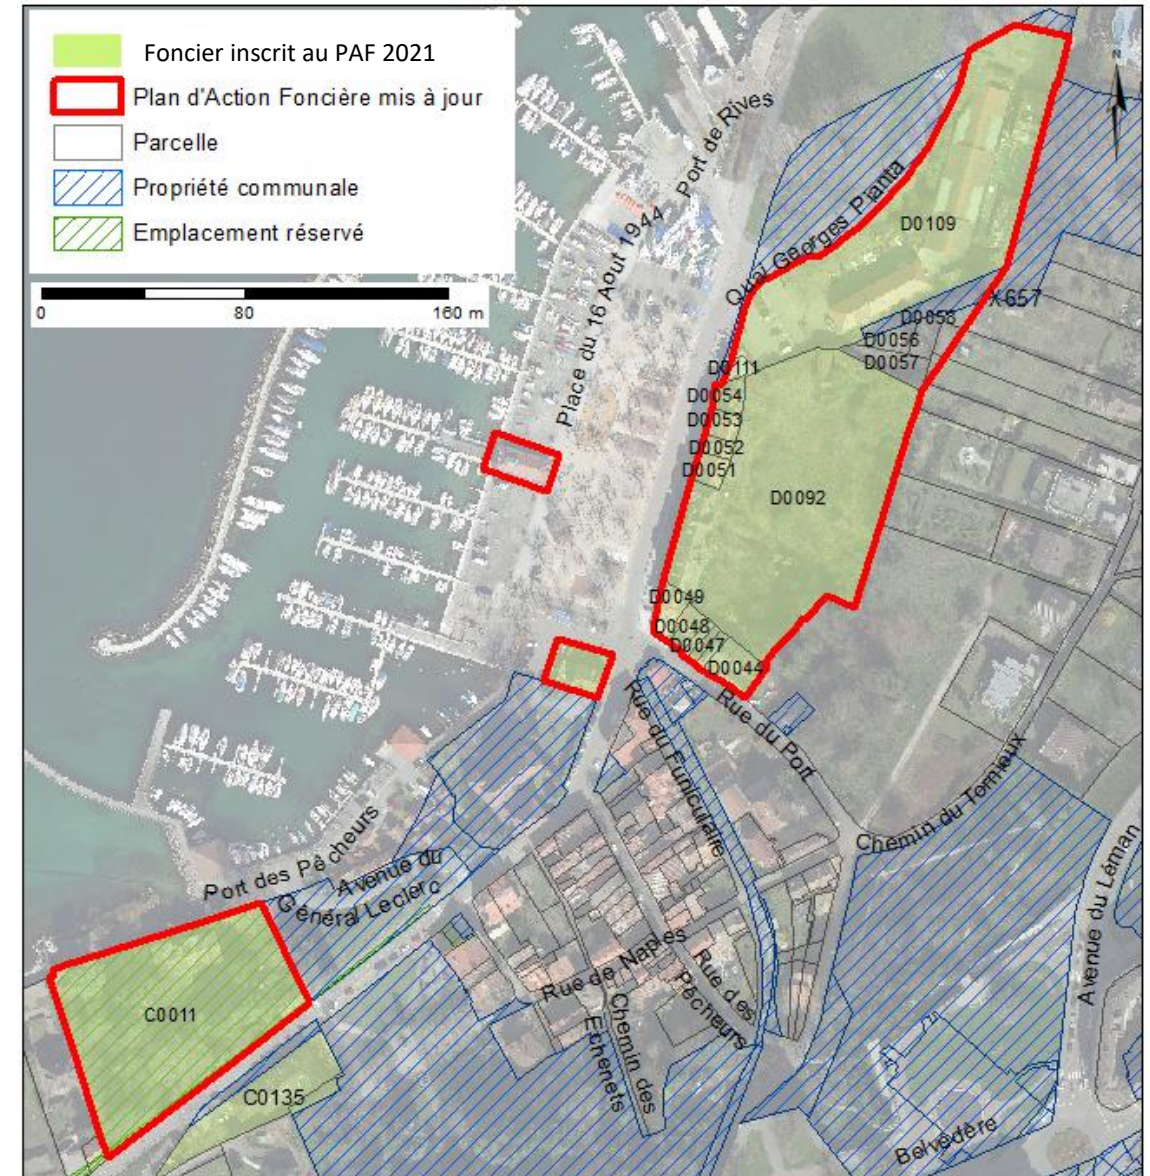 Foncier inscrit au PAF 2021
Plan d'Action Foncière mis à jour
Parcelle
Propriété communale
Emplacement réservé
0 80 160 m
N
Port de Rives
Place du 16 Aout 1944
Quai Georges Pianta
D0109
X657
D0058
D0056
D0057
D0111
D0054
D0053
D0052
D0051
D0092
D0049
D0048
D0047
D0044
Rue du Port
Rue du Funiculaire
Chemin du Tornieux
Avenue du Léman
Port des Pêcheurs
Avenue du
Général Leclerc
Rue de Naples
Rue des
Pêcheurs
Chemin des
Echenets
C0011
C0135
Belvédère